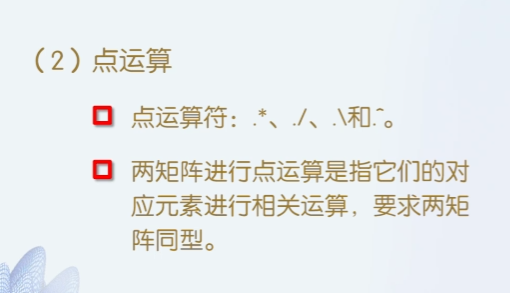 （2）点运算
点运算符：.*、./、.\和.^。
两矩阵进行点运算是指它们的对
应元素进行相关运算，要求两矩
阵同型。